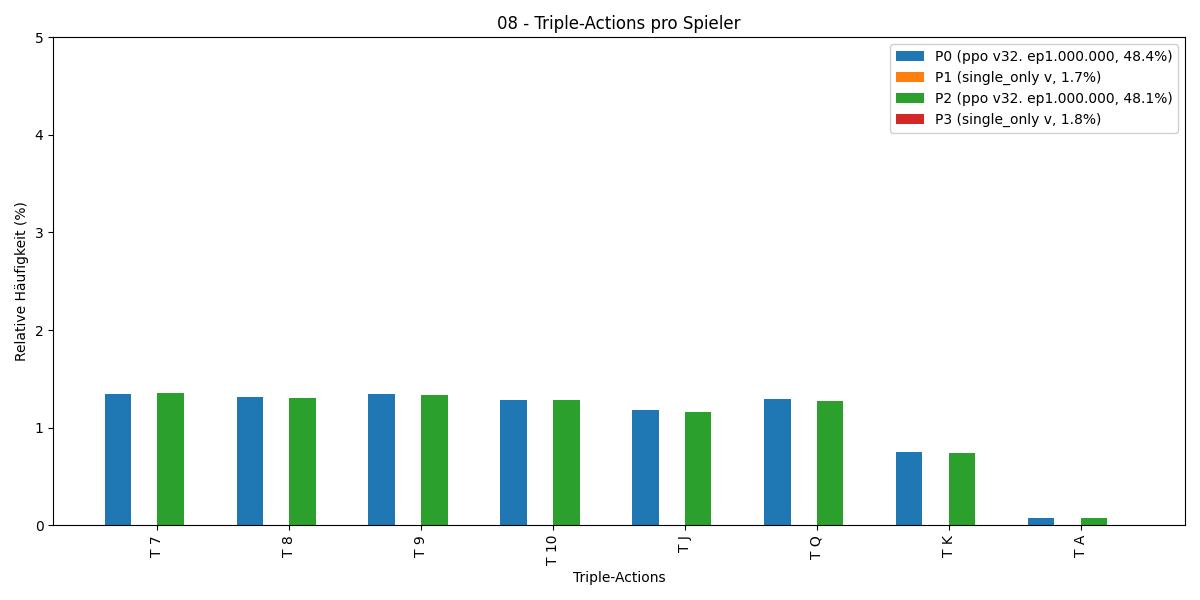 08 - Triple-Actions pro Spieler
P0 (ppo v32. ep1.000.000, 48.4%)
P1 (single_only v, 1.7%)
P2 (ppo v32. ep1.000.000, 48.1%)
P3 (single_only v, 1.8%)
Relative Häufigkeit (%)
5
4
3
2
1
0
T 7
T 8
T 9
T 10
T J
T Q
T K
T A
Triple-Actions